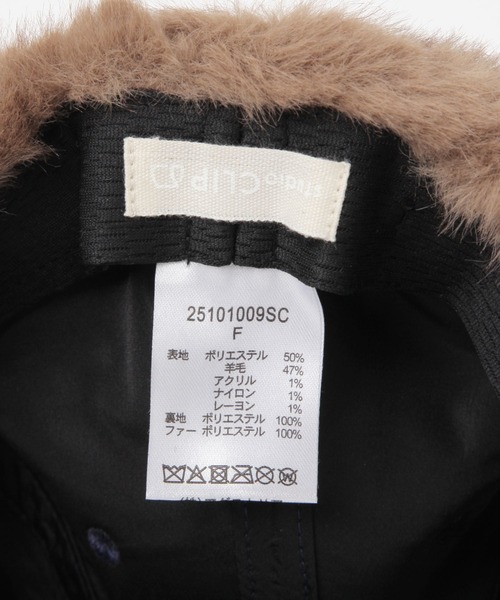 studio CLIP
25101009SC
F
表地 ポリエステル 50%
羊毛 47%
アクリル 1%
ナイロン 1%
レーヨン 1%
裏地 ポリエステル 100%
ファー ポリエステル 100%